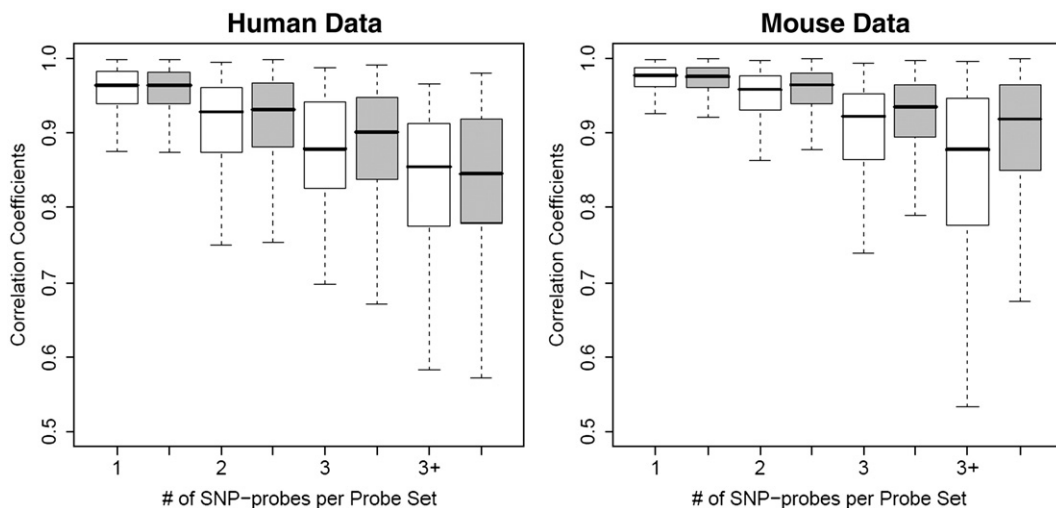 Human Data
Correlation Coefficients
1.0
0.9
0.8
0.7
0.6
0.5
1 2 3 3+
# of SNP−probes per Probe Set
Mouse Data
Correlation Coefficients
1.0
0.9
0.8
0.7
0.6
0.5
1 2 3 3+
# of SNP−probes per Probe Set